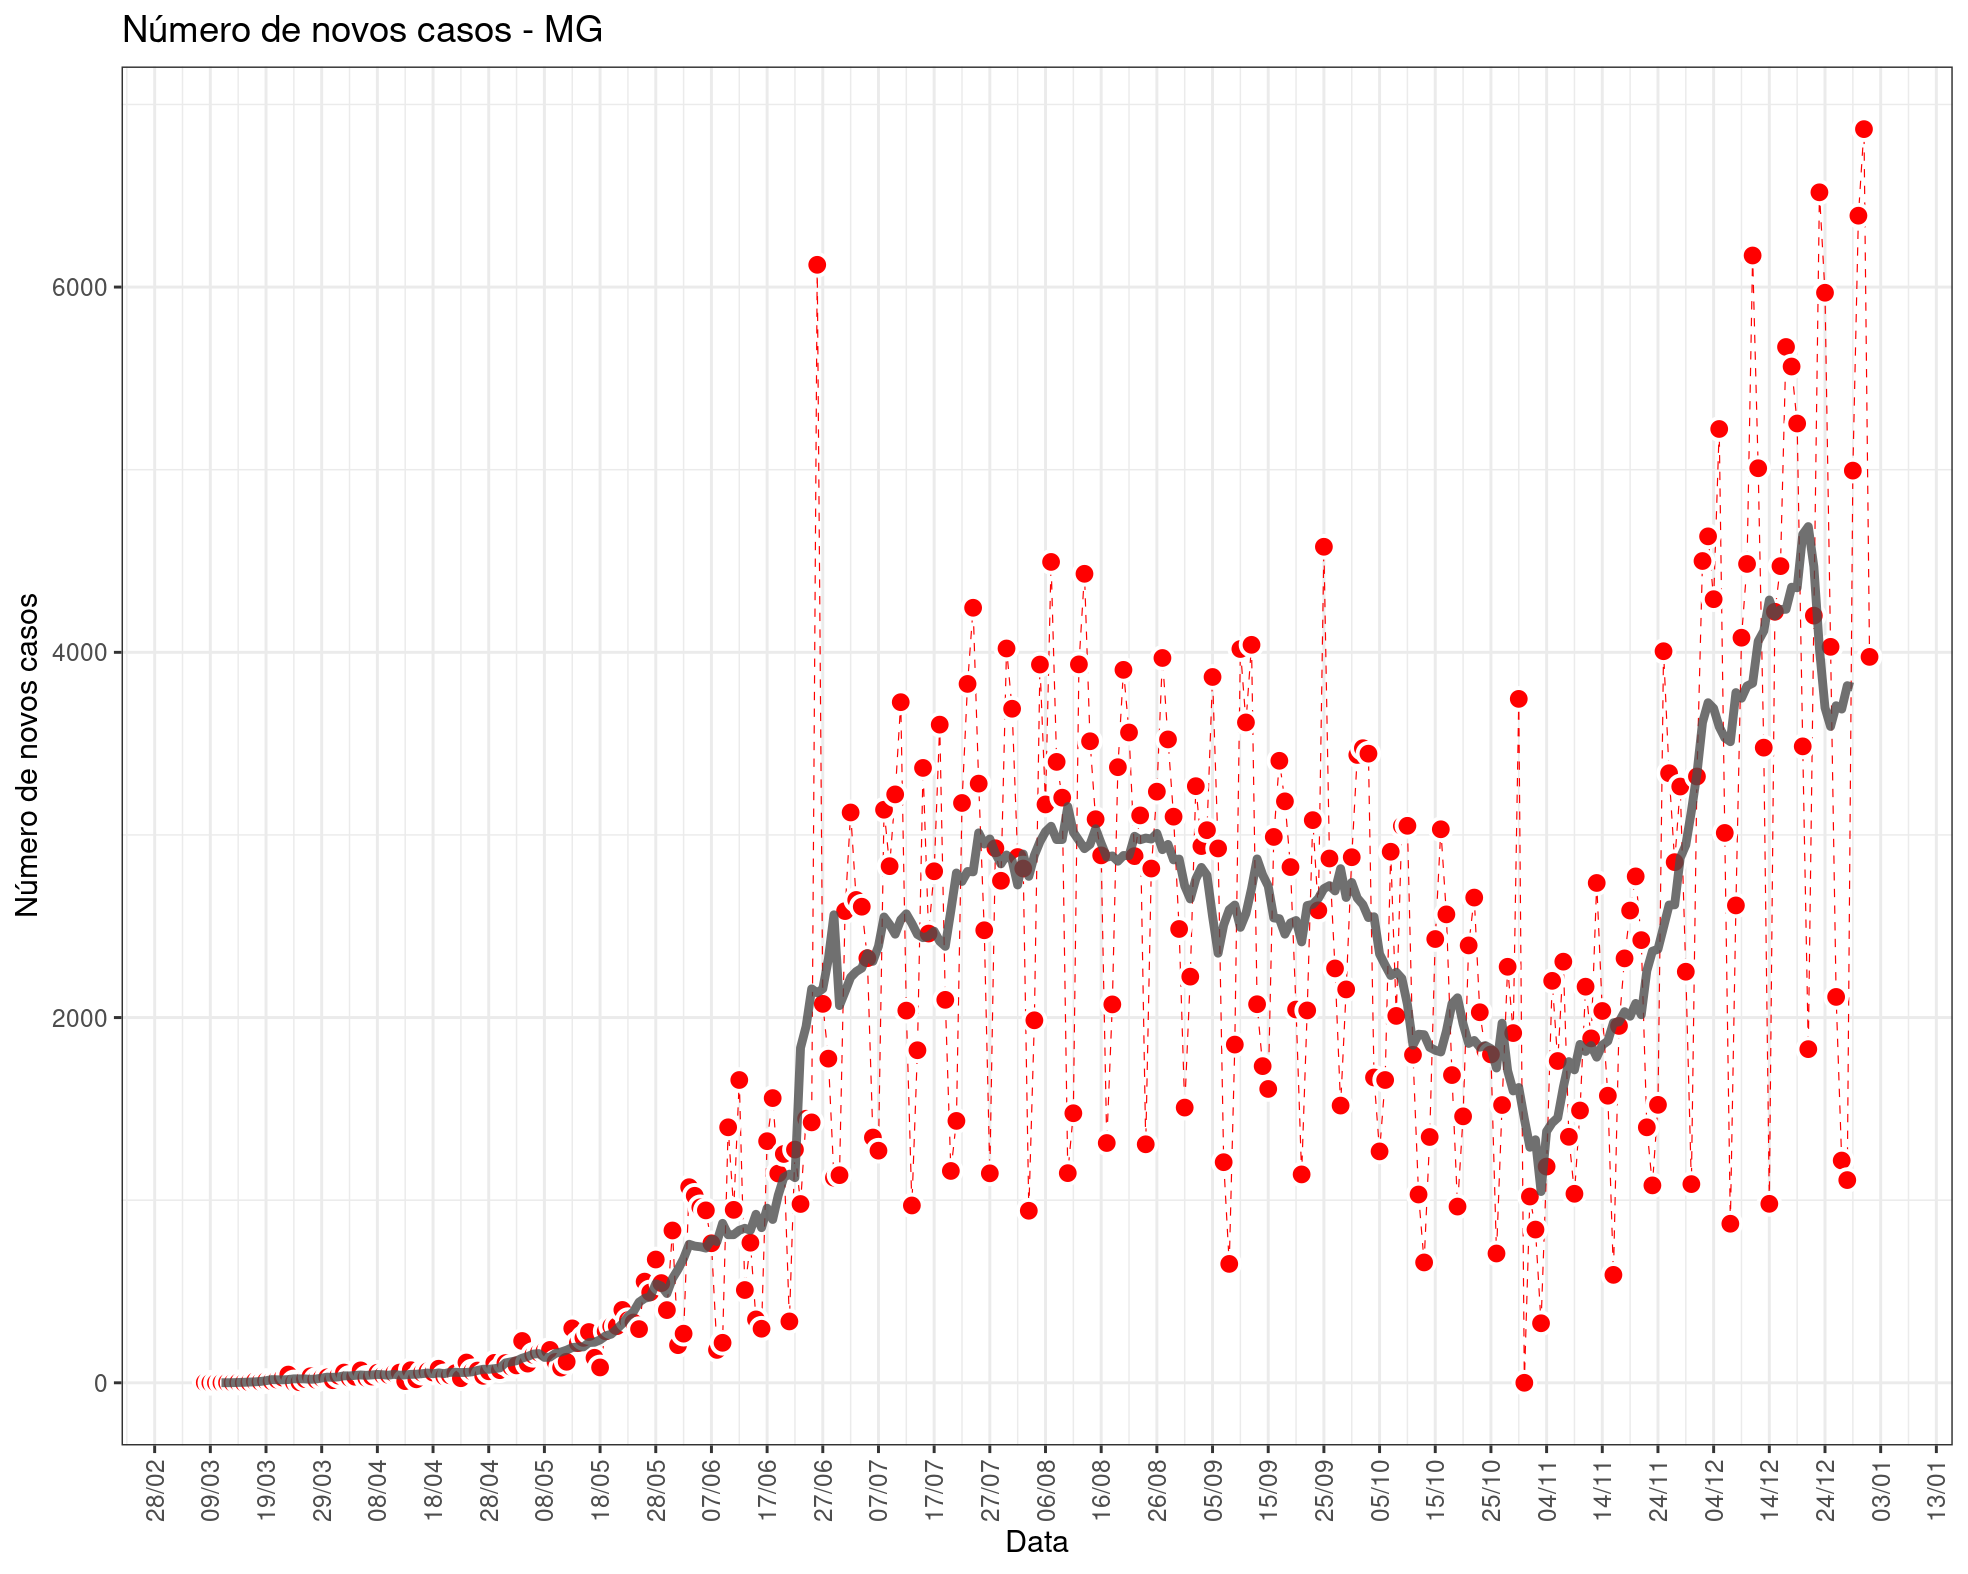 Número de novos casos - MG
Número de novos casos
6000
4000
2000
0
28/02 09/03 19/03 29/03 08/04 18/04 28/04 08/05 18/05 28/05 07/06 17/06 27/06 07/07 17/07 27/07 06/08 16/08 26/08 05/09 15/09 25/09 05/10 15/10 25/10 04/11 14/11 24/11 04/12 14/12 24/12 03/01 13/01
Data